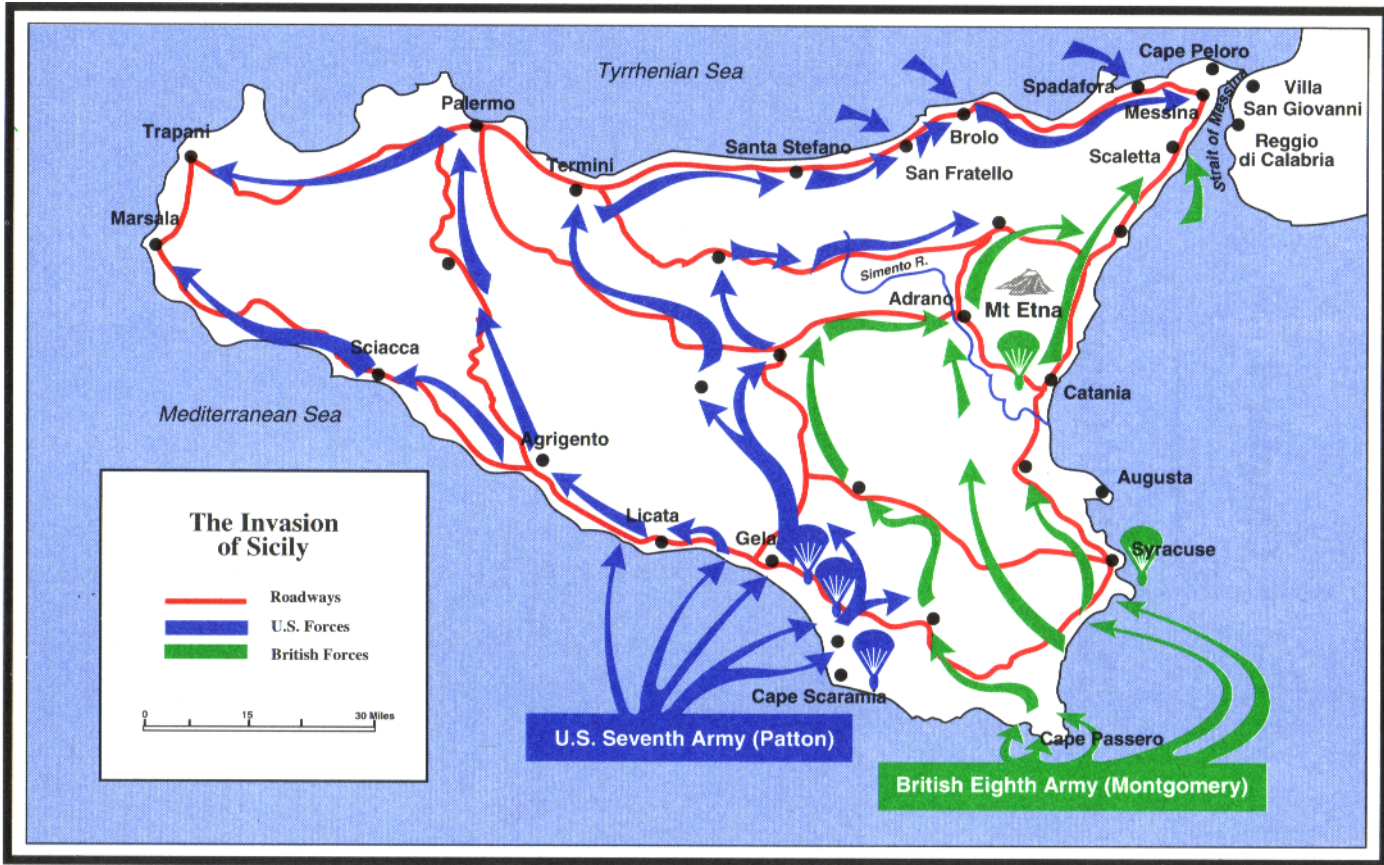 Tyrrhenian Sea
Cape Peloro
Spadafora
Villa
San Giovanni
Palermo
Messina
Strait of Messina
Trapani
Brolo
Reggio
di Calabria
Santa Stefano
Scaletta
Termini
San Fratello
Marsala
Simento R.
Adrano
Mt Etna
Sciacca
Catania
Mediterranean Sea
Agrigento
Augusta
The Invasion
of Sicily
Licata
Gela
Syracuse
Roadways
U.S. Forces
British Forces
Cape Scaramia
0 15 30 Miles
U.S. Seventh Army (Patton)
Cape Passero
British Eighth Army (Montgomery)